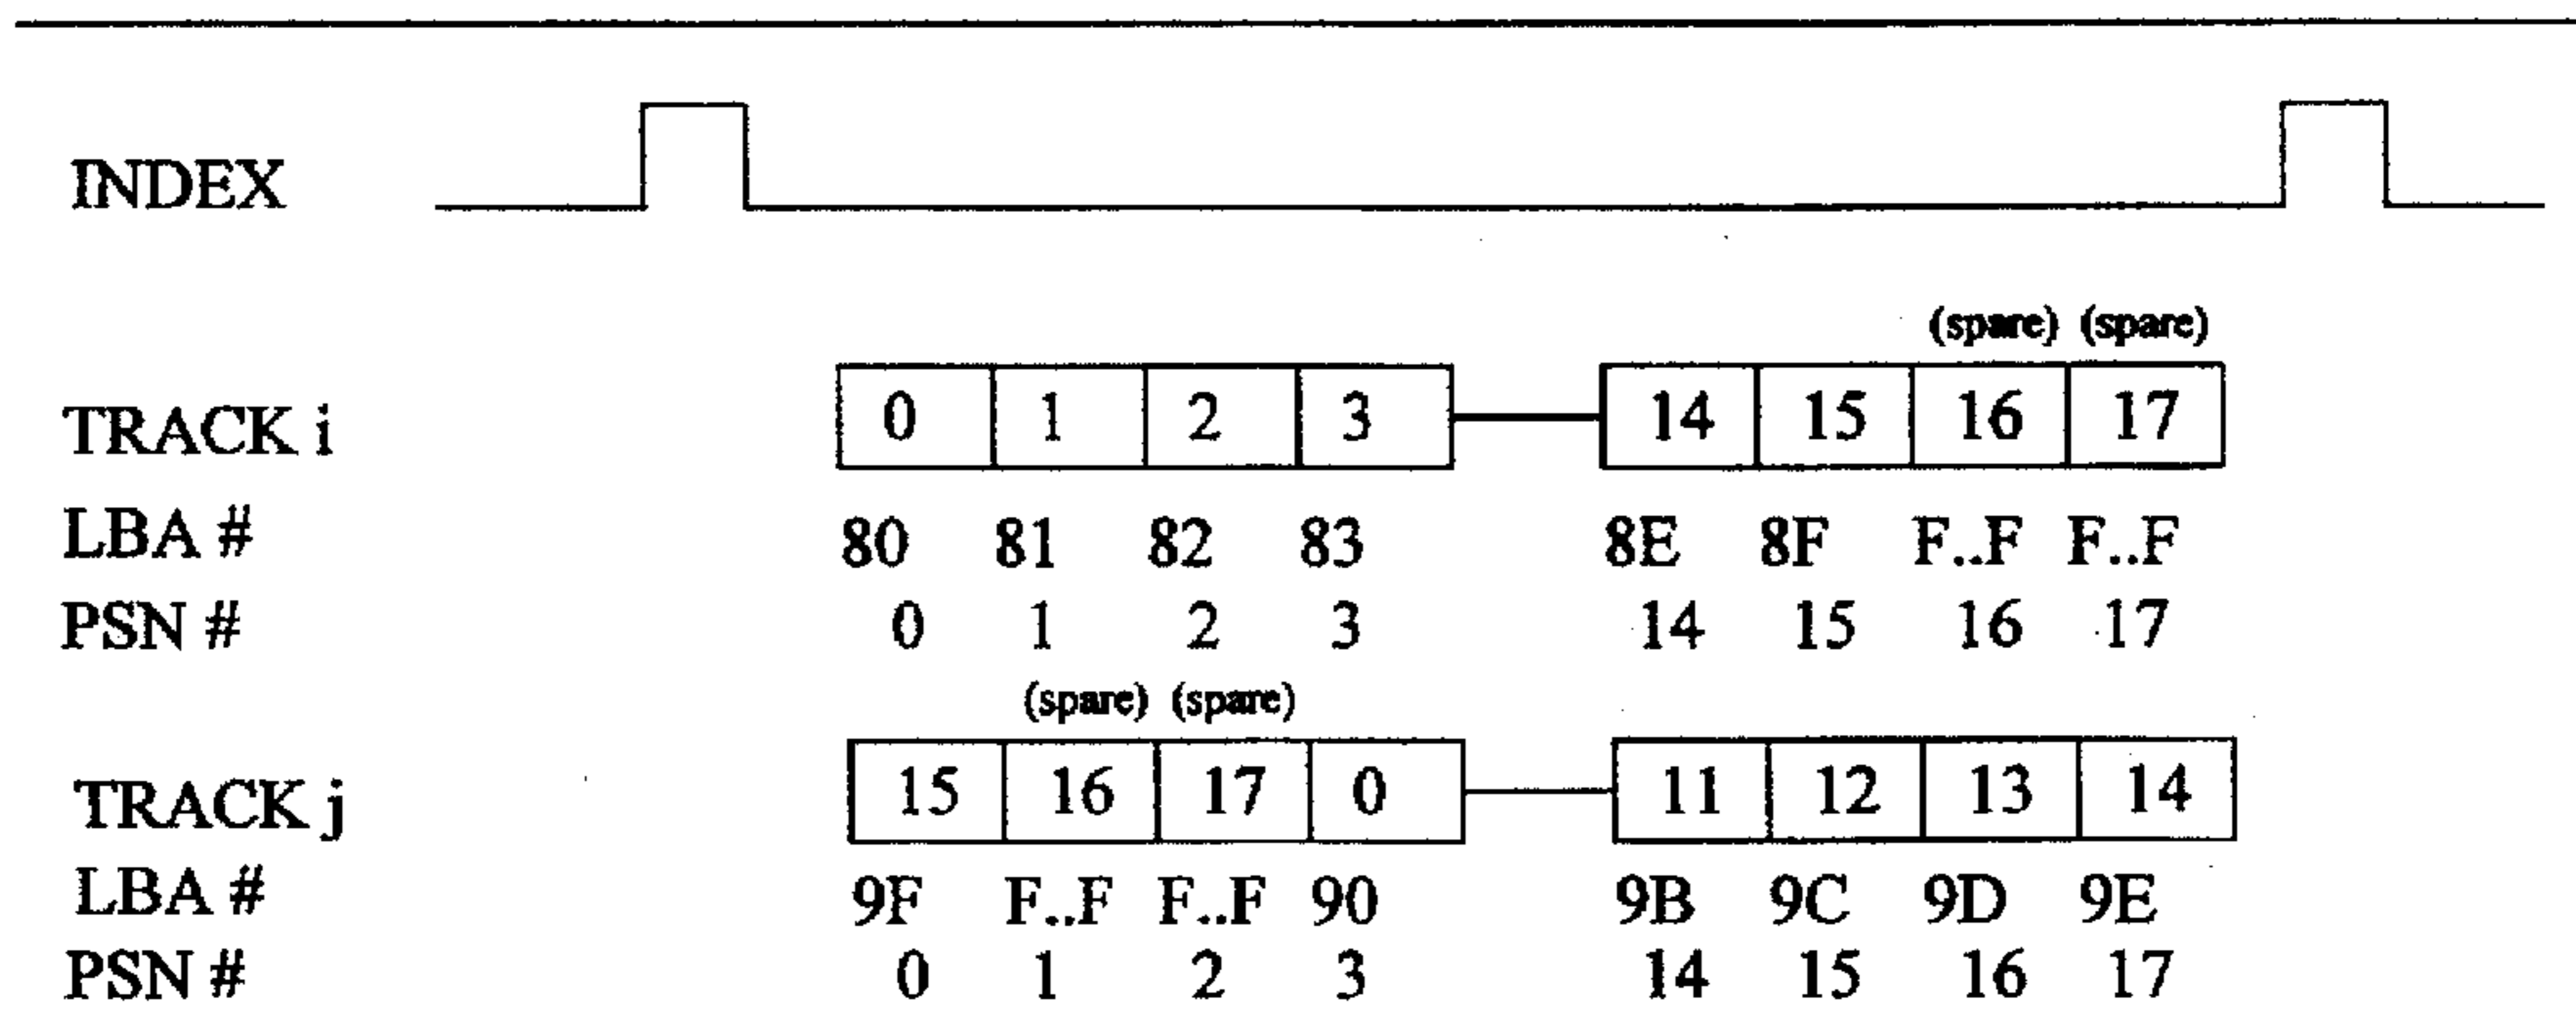 INDEX
(spare) (spare)
TRACK i 0 1 2 3 14 15 16 17
LBA # 80 81 82 83 8E 8F F..F F..F
PSN # 0 1 2 3 14 15 16 17
(spare) (spare)
TRACK j 15 16 17 0 11 12 13 14
LBA # 9F F..F F..F 90 9B 9C 9D 9E
PSN # 0 1 2 3 14 15 16 17